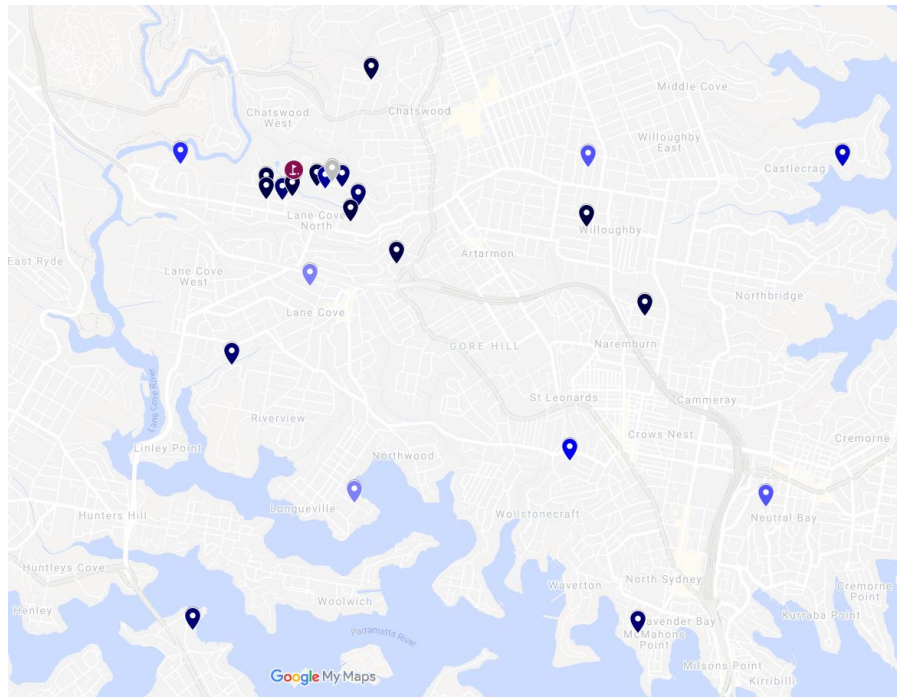 Middle Cove
Chatswood
West
Chatswood
Willoughby
East
Castlecrag
Lane Cove
North
Willoughby
Artarmon
East Ryde
Lane Cove
West
Northbridge
Lane Cove
Naremburn
GORE HILL
Lane Cove River
St Leonards
Cammeray
Riverview
Crows Nest
Cremorne
Linley Point
Northwood
Longueville
Hunters Hill
Wollstonecraft
Neutral Bay
Huntleys Cove
Waverton
North Sydney
Cremorne
Point
Henley
Woolwich
Kurraba Point
Lavender Bay
McMahons
Point
Parramatta River
Milsons Point
Google My Maps
Kirribilli